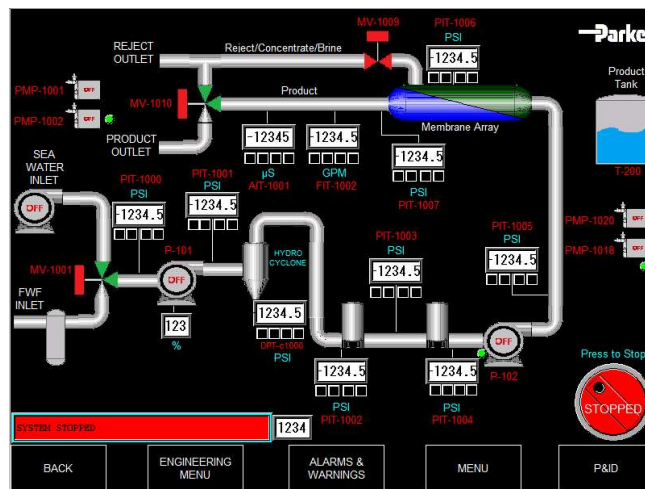 REJECT
OUTLET
Reject/Concentrate/Brine
MV-1009
PIT-1006
PSI
-1234.5
Parke
PMP-1001
OFF
PMP-1002
OFF
MV-1010
Product
Membrane Array
Product
Tank
T-200
PRODUCT
OUTLET
-12345
µS
AIT-1001
-1234.5
GPM
FIT-1002
-1234.5
PSI
PIT-1007
SEA
WATER
INLET
OFF
PIT-1000
PSI
-1234.5
PIT-1001
PSI
-1234.5
P-101
OFF
123
%
MV-1001
FWF
INLET
HYDRO
CYCLONE
1234.5
DPT-c1000
PSI
PIT-1003
PSI
-1234.5
PIT-1005
PSI
-1234.5
PMP-1020
OFF
PMP-1018
OFF
-1234.5
PSI
PIT-1002
-1234.5
PSI
PIT-1004
OFF
P-102
Press to Stop
STOPPED
SYSTEM STOPPED
1234
BACK
ENGINEERING
MENU
ALARMS &
WARNINGS
MENU
P&ID